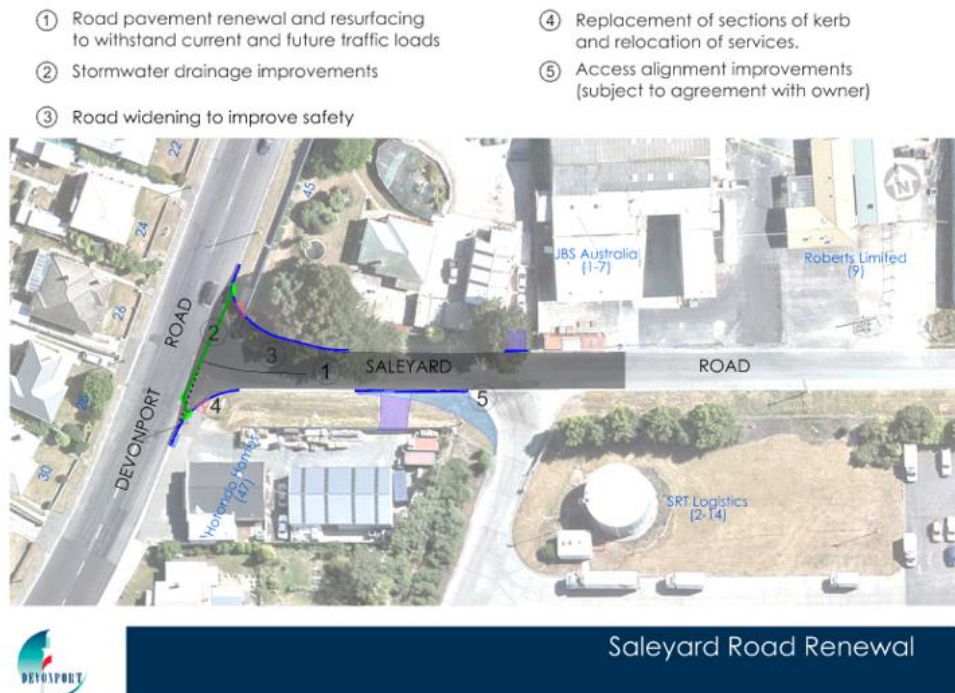 1 Road pavement renewal and resurfacing
to withstand current and future traffic loads
2 Stormwater drainage improvements
3 Road widening to improve safety
4 Replacement of sections of kerb
and relocation of services.
5 Access alignment improvements
(subject to agreement with owner)
22
24
26
28
30
45
N
JBS Australia
(1-7)
Roberts Limited
(9)
DEVONPORT ROAD
2
3
1
4
5
SALEYARD ROAD
Hotondo Homes
(47)
SRT Logistics
(2-14)
DEVONPORT
Saleyard Road Renewal